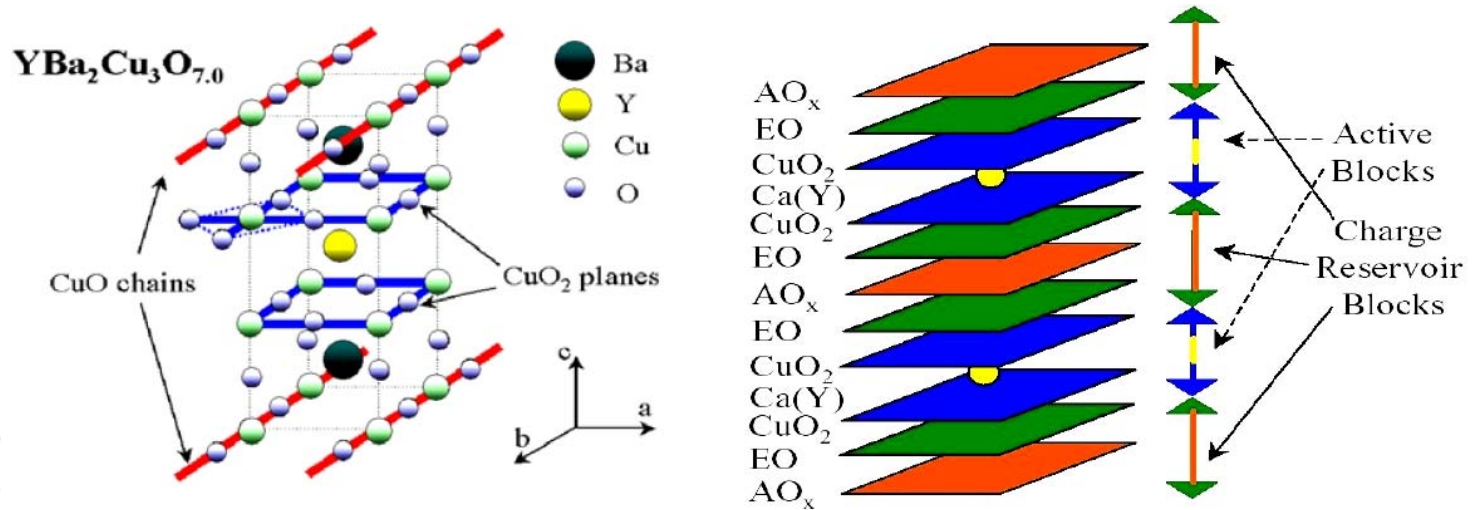 YBa₂Cu₃O₇.₀
Ba
Y
Cu
O
CuO chains
CuO₂ planes
c
a
b
AOₓ
EO
CuO₂
Ca(Y)
CuO₂
EO
AOₓ
EO
CuO₂
Ca(Y)
CuO₂
EO
AOₓ
Active
Blocks
Charge
Reservoir
Blocks